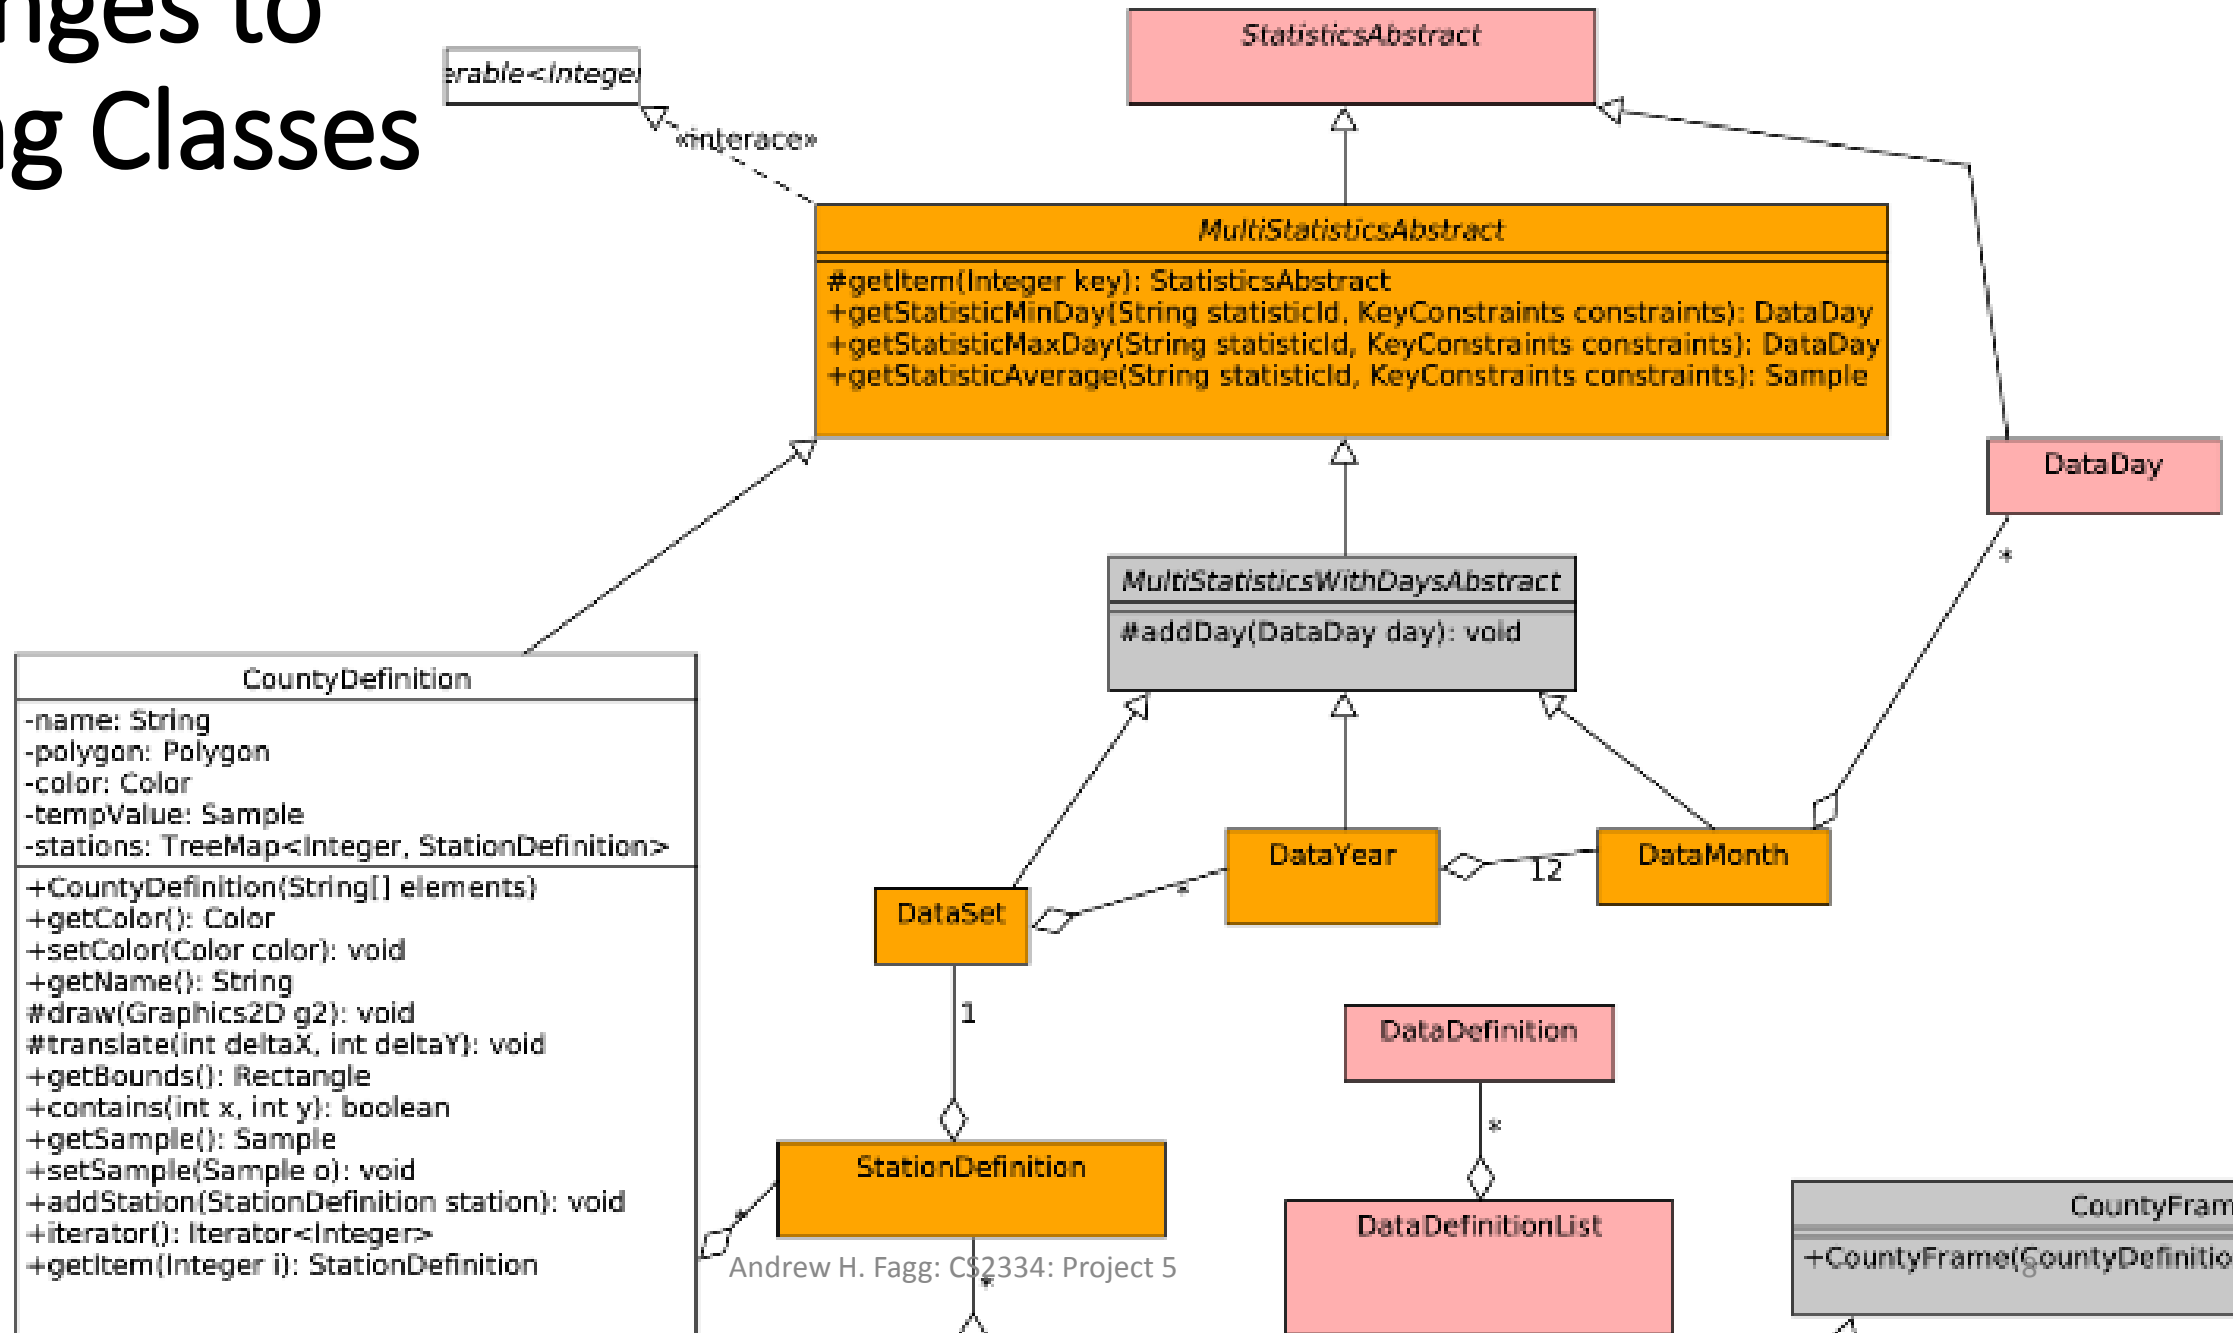 nges to
ng Classes
erable<Integer
«interace»
StatisticsAbstract
MultiStatisticsAbstract
#getItem(Integer key): StatisticsAbstract
+getStatisticMinDay(String statisticId, KeyConstraints constraints): DataDay
+getStatisticMaxDay(String statisticId, KeyConstraints constraints): DataDay
+getStatisticAverage(String statisticId, KeyConstraints constraints): Sample
DataDay
*
MultiStatisticsWithDaysAbstract
#addDay(DataDay day): void
CountyDefinition
-name: String
-polygon: Polygon
-color: Color
-tempValue: Sample
-stations: TreeMap<Integer, StationDefinition>
+CountyDefinition(String[] elements)
+getColor(): Color
+setColor(Color color): void
+getName(): String
#draw(Graphics2D g2): void
#translate(int deltaX, int deltaY): void
+getBounds(): Rectangle
+contains(int x, int y): boolean
+getSample(): Sample
+setSample(Sample o): void
+addStation(StationDefinition station): void
+iterator(): Iterator<Integer>
+getItem(Integer i): StationDefinition
DataSet
*
DataYear
12
DataMonth
1
StationDefinition
*
*
DataDefinition
*
DataDefinitionList
CountyFram
+CountyFrame(CountyDefinitio
Andrew H. Fagg: CS2334: Project 5
8